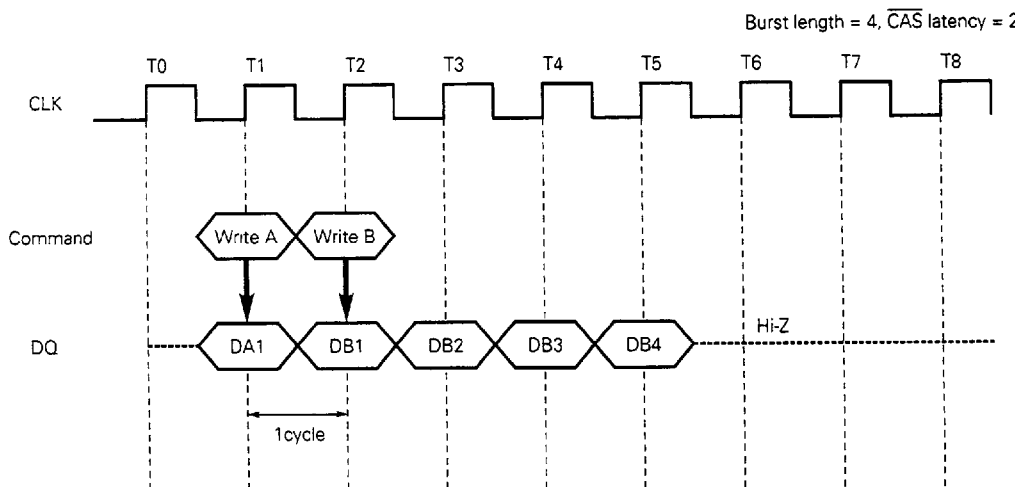 Burst length = 4, CAS latency = 2
T0 T1 T2 T3 T4 T5 T6 T7 T8
CLK
Command Write A Write B
DQ DA1 DB1 DB2 DB3 DB4 Hi-Z
1cycle